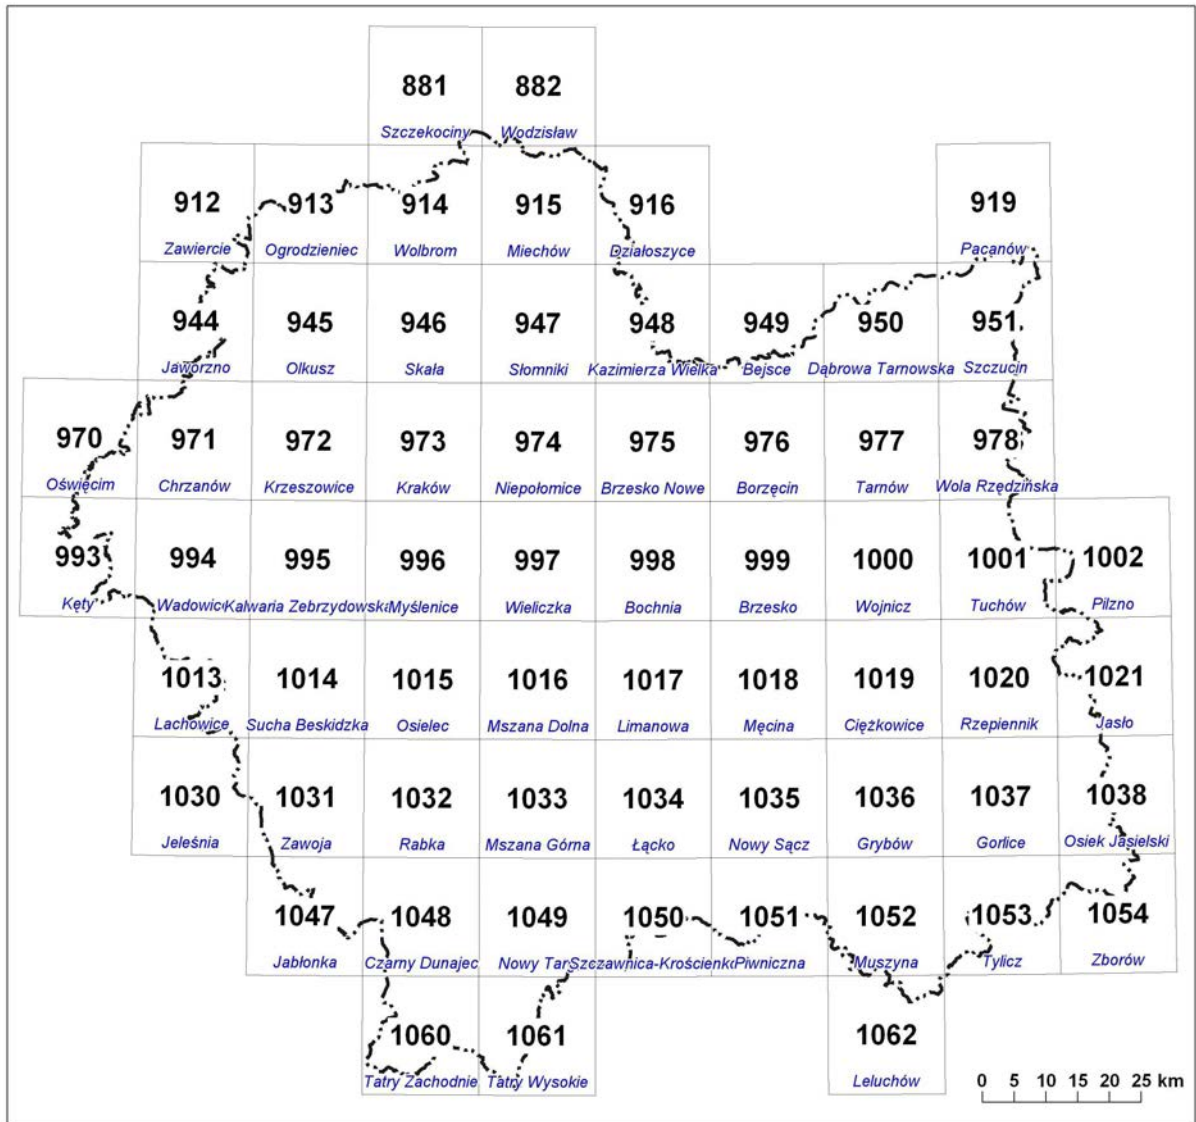 881 882
Szczekociny Wodzisław
912 913 914 915 916 919
Zawiercie Ogrodzieniec Wolbrom Miechów Działoszyce Pacanów
944 945 946 947 948 949 950 951
Jaworzno Olkusz Skała Słomniki Kazimierza Wielka Bejsce Dąbrowa Tarnowska Szczucin
970 971 972 973 974 975 976 977 978
Oświęcim Chrzanów Krzeszowice Kraków Niepołomice Brzesko Nowe Borzęcin Tarnów Wola Rzędzińska
993 994 995 996 997 998 999 1000 1001 1002
Kęty Wadowic Kalwaria Zebrzydowska Myślenice Wieliczka Bochnia Brzesko Wojnicz Tuchów Pilzno
1013 1014 1015 1016 1017 1018 1019 1020 1021
Lachowice Sucha Beskidzka Osielec Mszana Dolna Limanowa Męcina Ciężkowice Rzepiennik Jasło
1030 1031 1032 1033 1034 1035 1036 1037 1038
Jeleśnia Zawoja Rabka Mszana Górna Łącko Nowy Sącz Grybów Gorlice Osiek Jasielski
1047 1048 1049 1050 1051 1052 1053 1054
Jabłonka Czarny Dunajec Nowy Tar Szczawnica-Krościenk Piwniczna Muszyna Tylicz Zborów
1060 1061 1062
Tatry Zachodnie Tatry Wysokie Leluchów
0 5 10 15 20 25 km